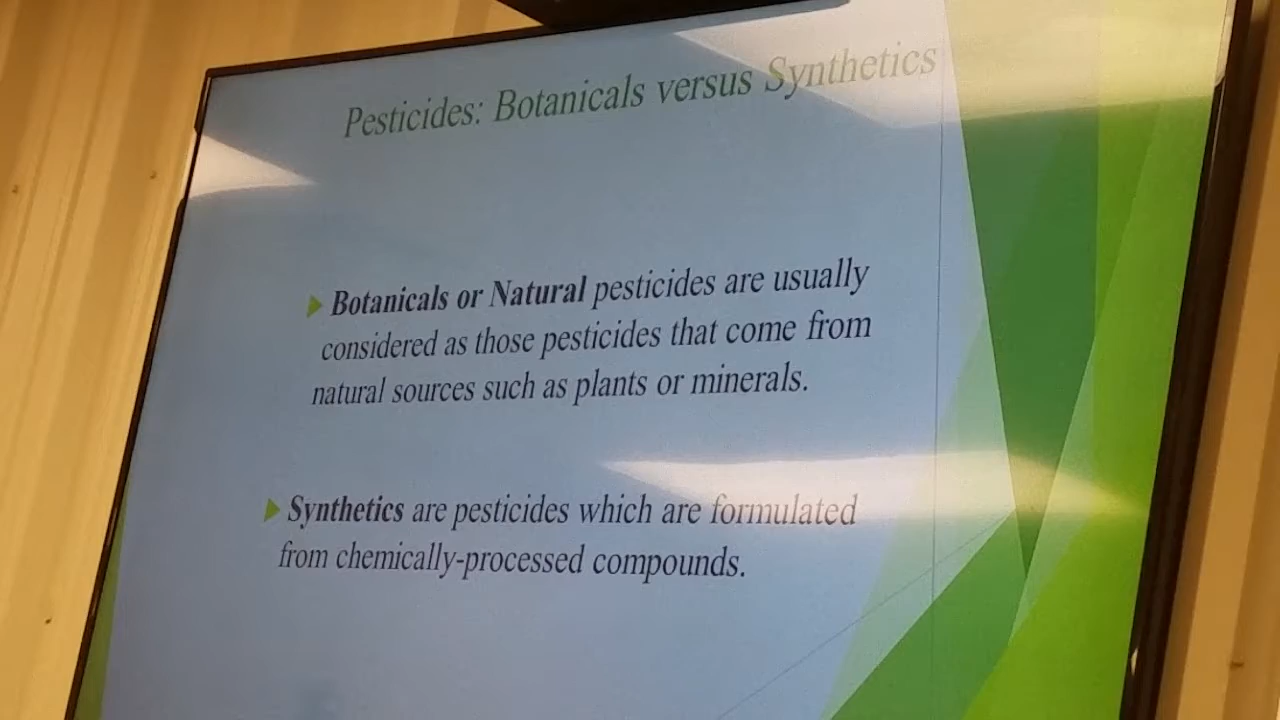 Pesticides: Botanicals versus Synthetics
Botanicals or Natural pesticides are usually
considered as those pesticides that come from
natural sources such as plants or minerals.
Synthetics are pesticides which are formulated
from chemically-processed compounds.